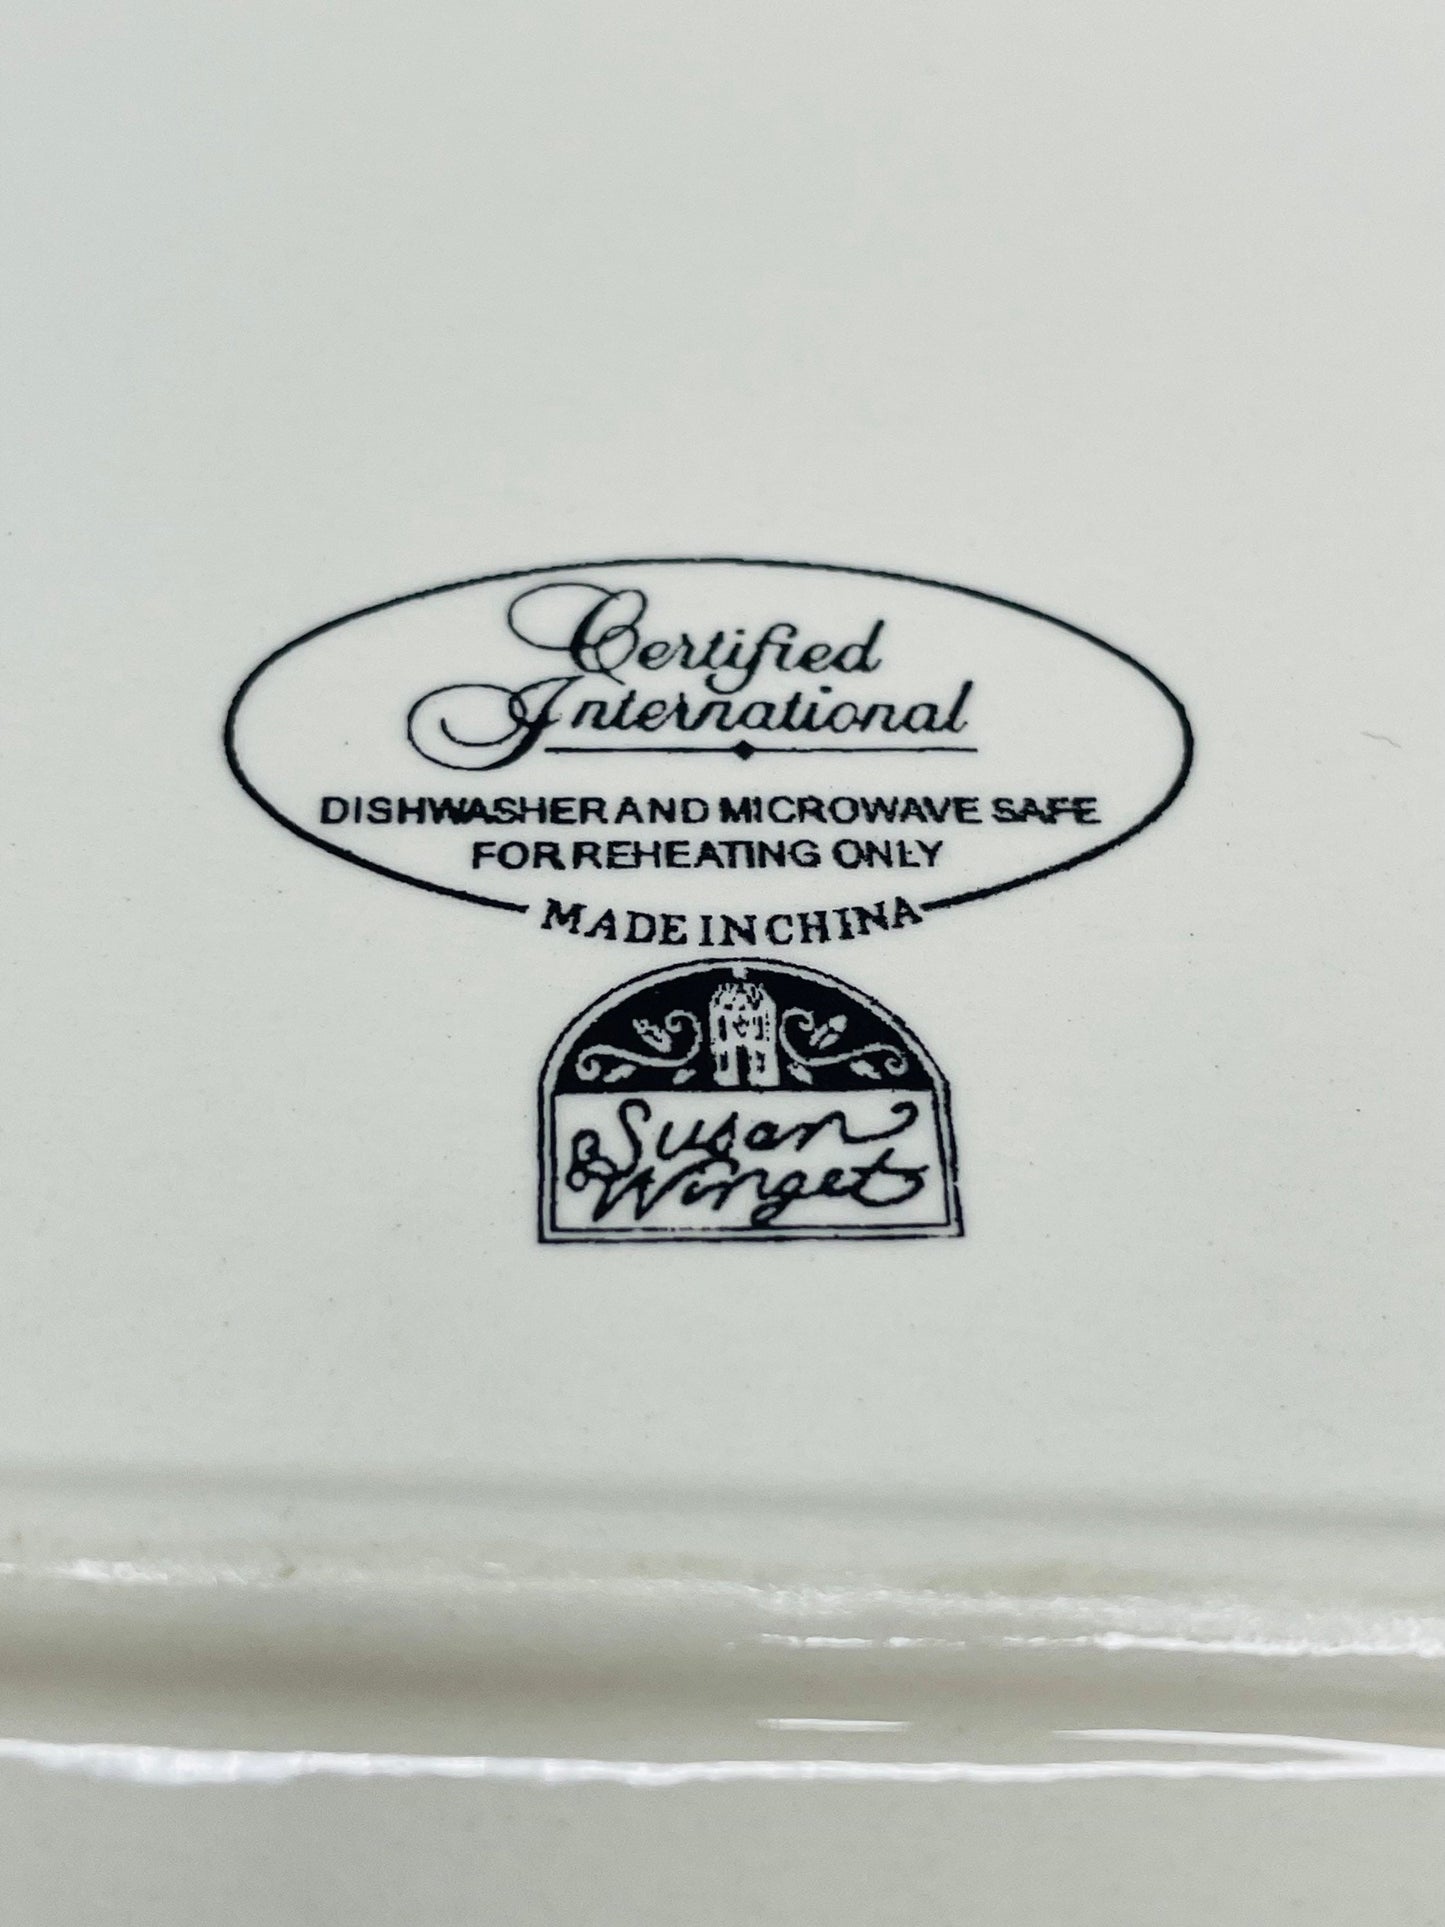 Certified
International
DISHWASHER AND MICROWAVE SAFE
FOR REHEATING ONLY
MADE IN CHINA
Susan
Winget